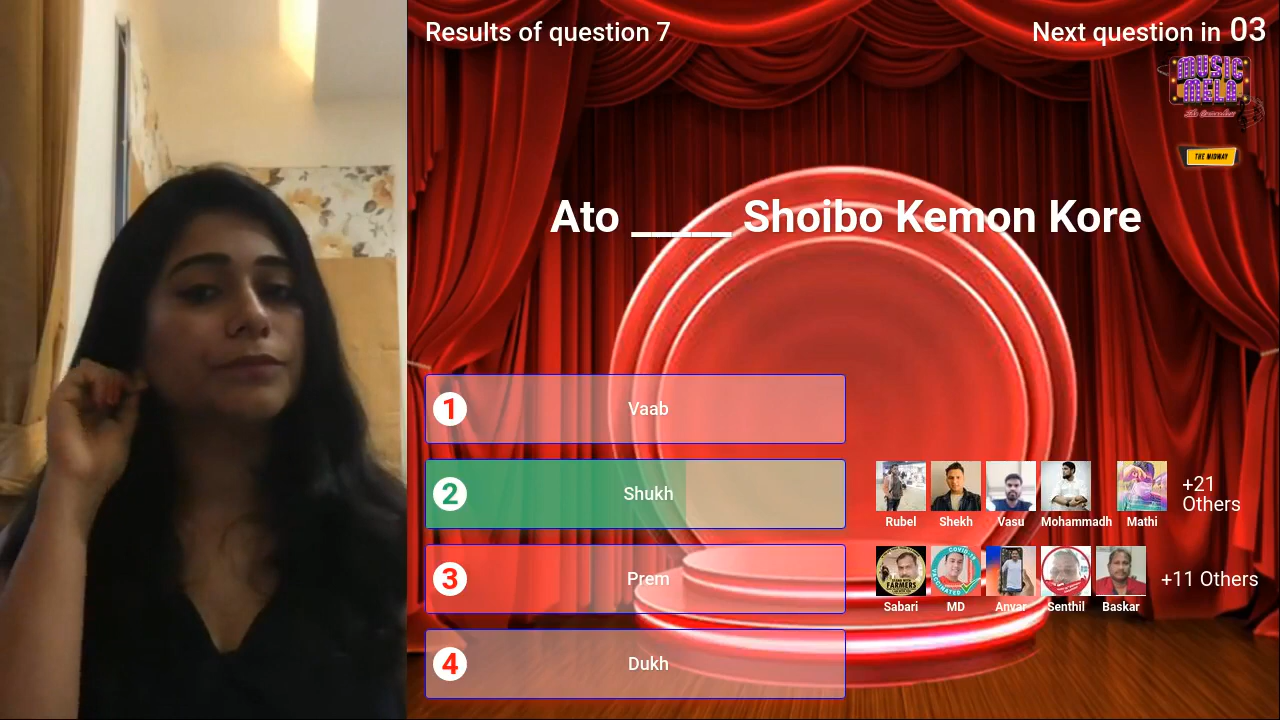 Results of question 7
Next question in 03
MUSIC
MELA
THE MIDWAY
Ato _____ Shoibo Kemon Kore
1 Vaab
2 Shukh
3 Prem
4 Dukh
Rubel Shekh Vasu Mohammadh Mathi +21 Others
Sabari MD Anvar Senthil Baskar +11 Others
FARMERS